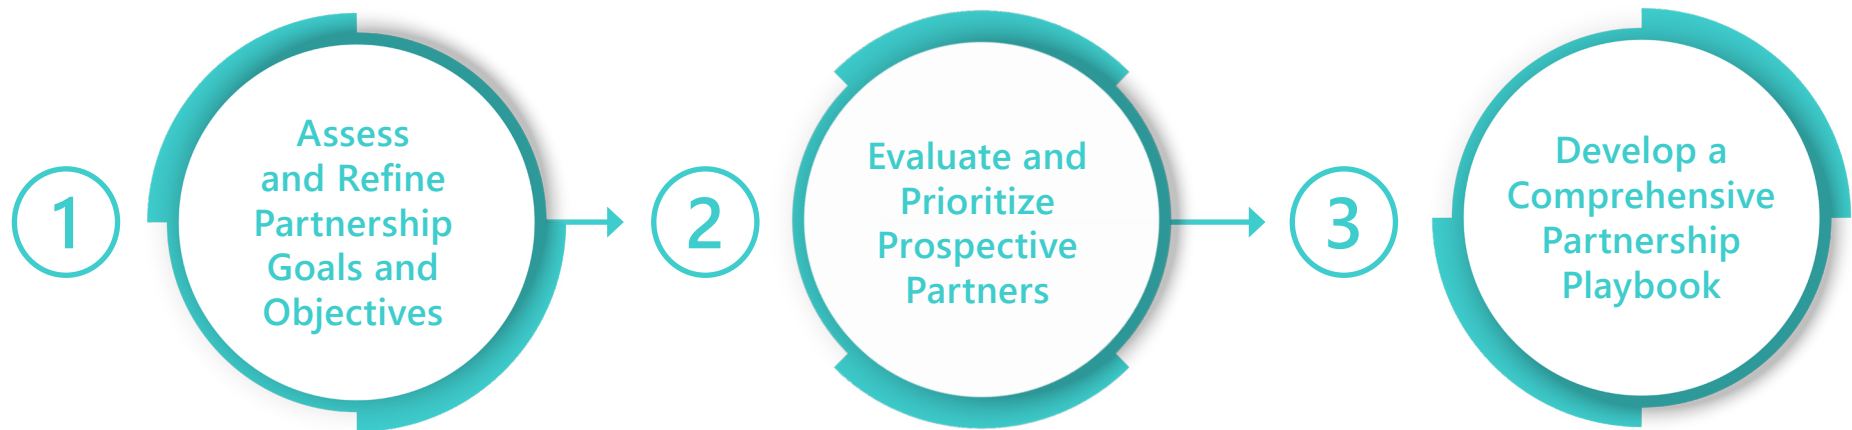 1
Assess
and Refine
Partnership
Goals and
Objectives
2
Evaluate and
Prioritize
Prospective
Partners
3
Develop a
Comprehensive
Partnership
Playbook